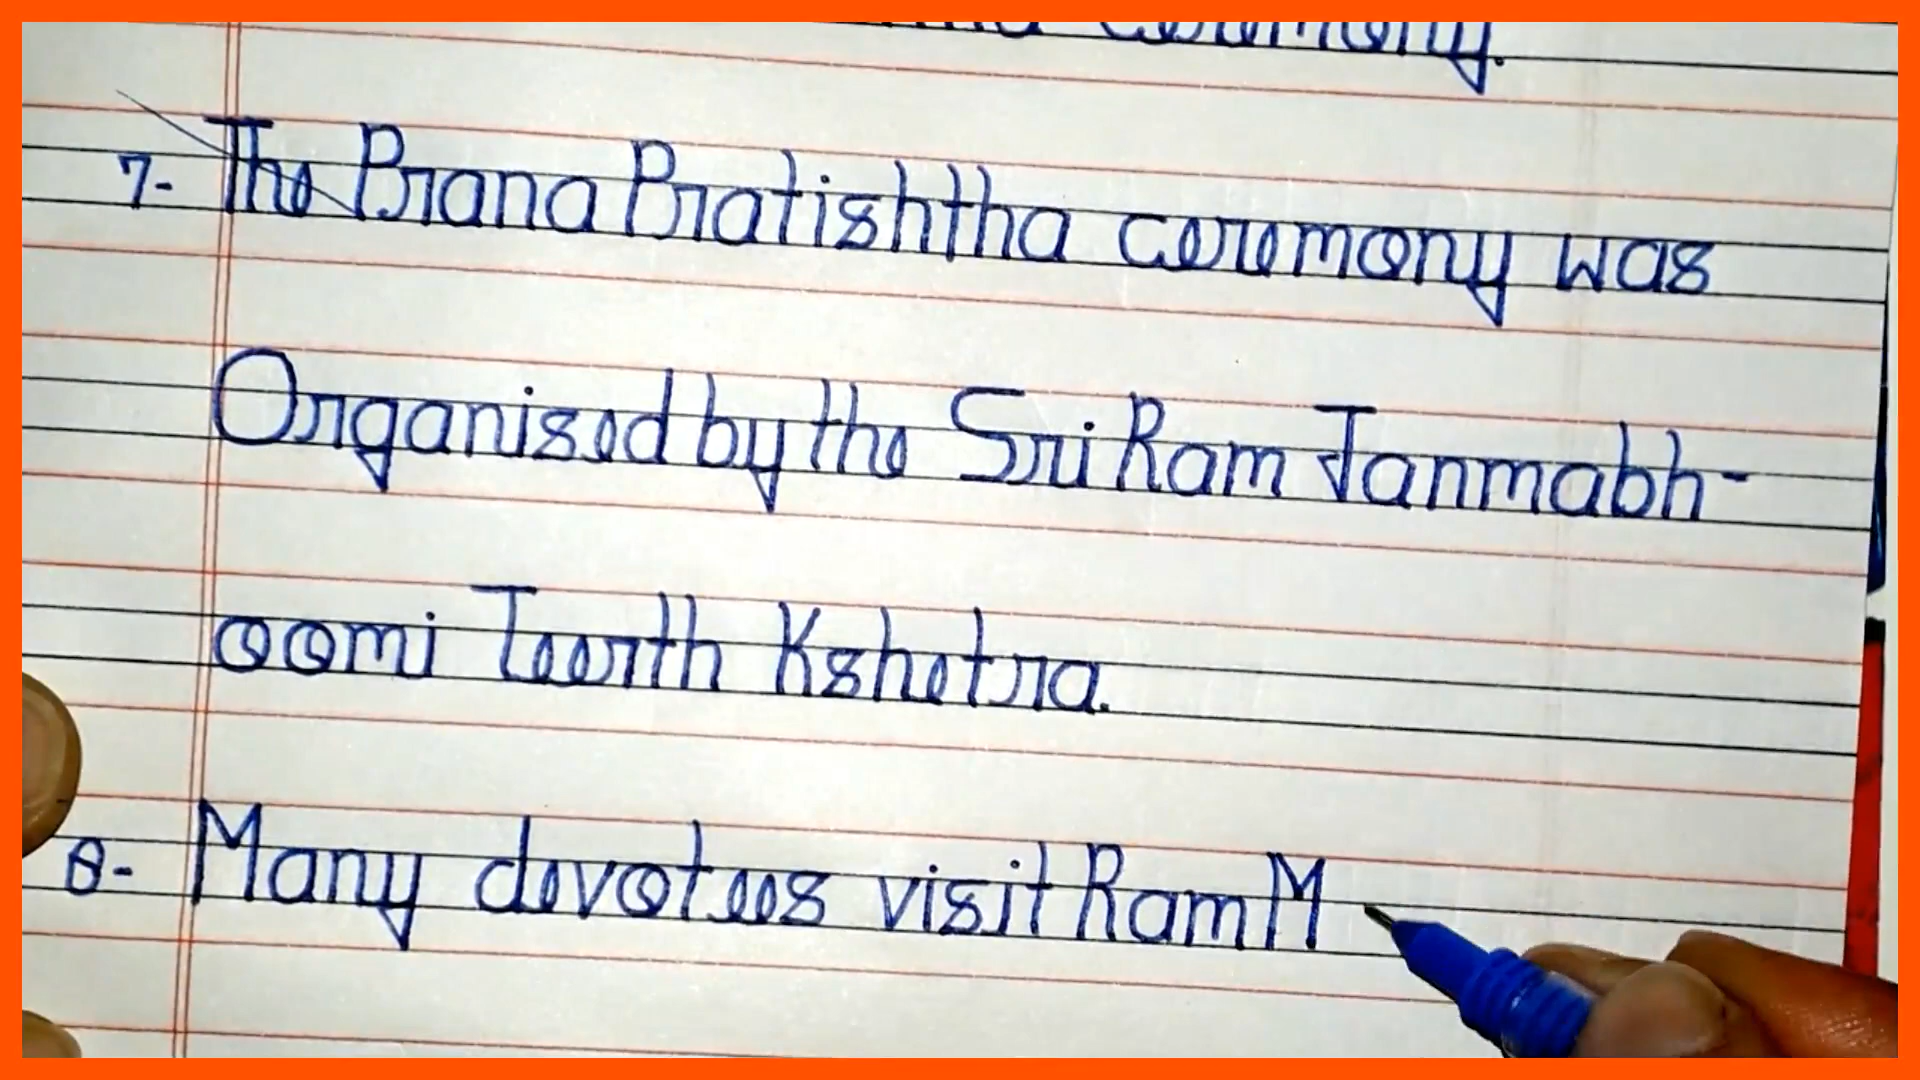 ceremony.
7- The Prana Pratishtha ceremony was
Organised by the Sri Ram Janmabh-
oomi Teerth Kshetra.
8- Many devotees visit Ram M